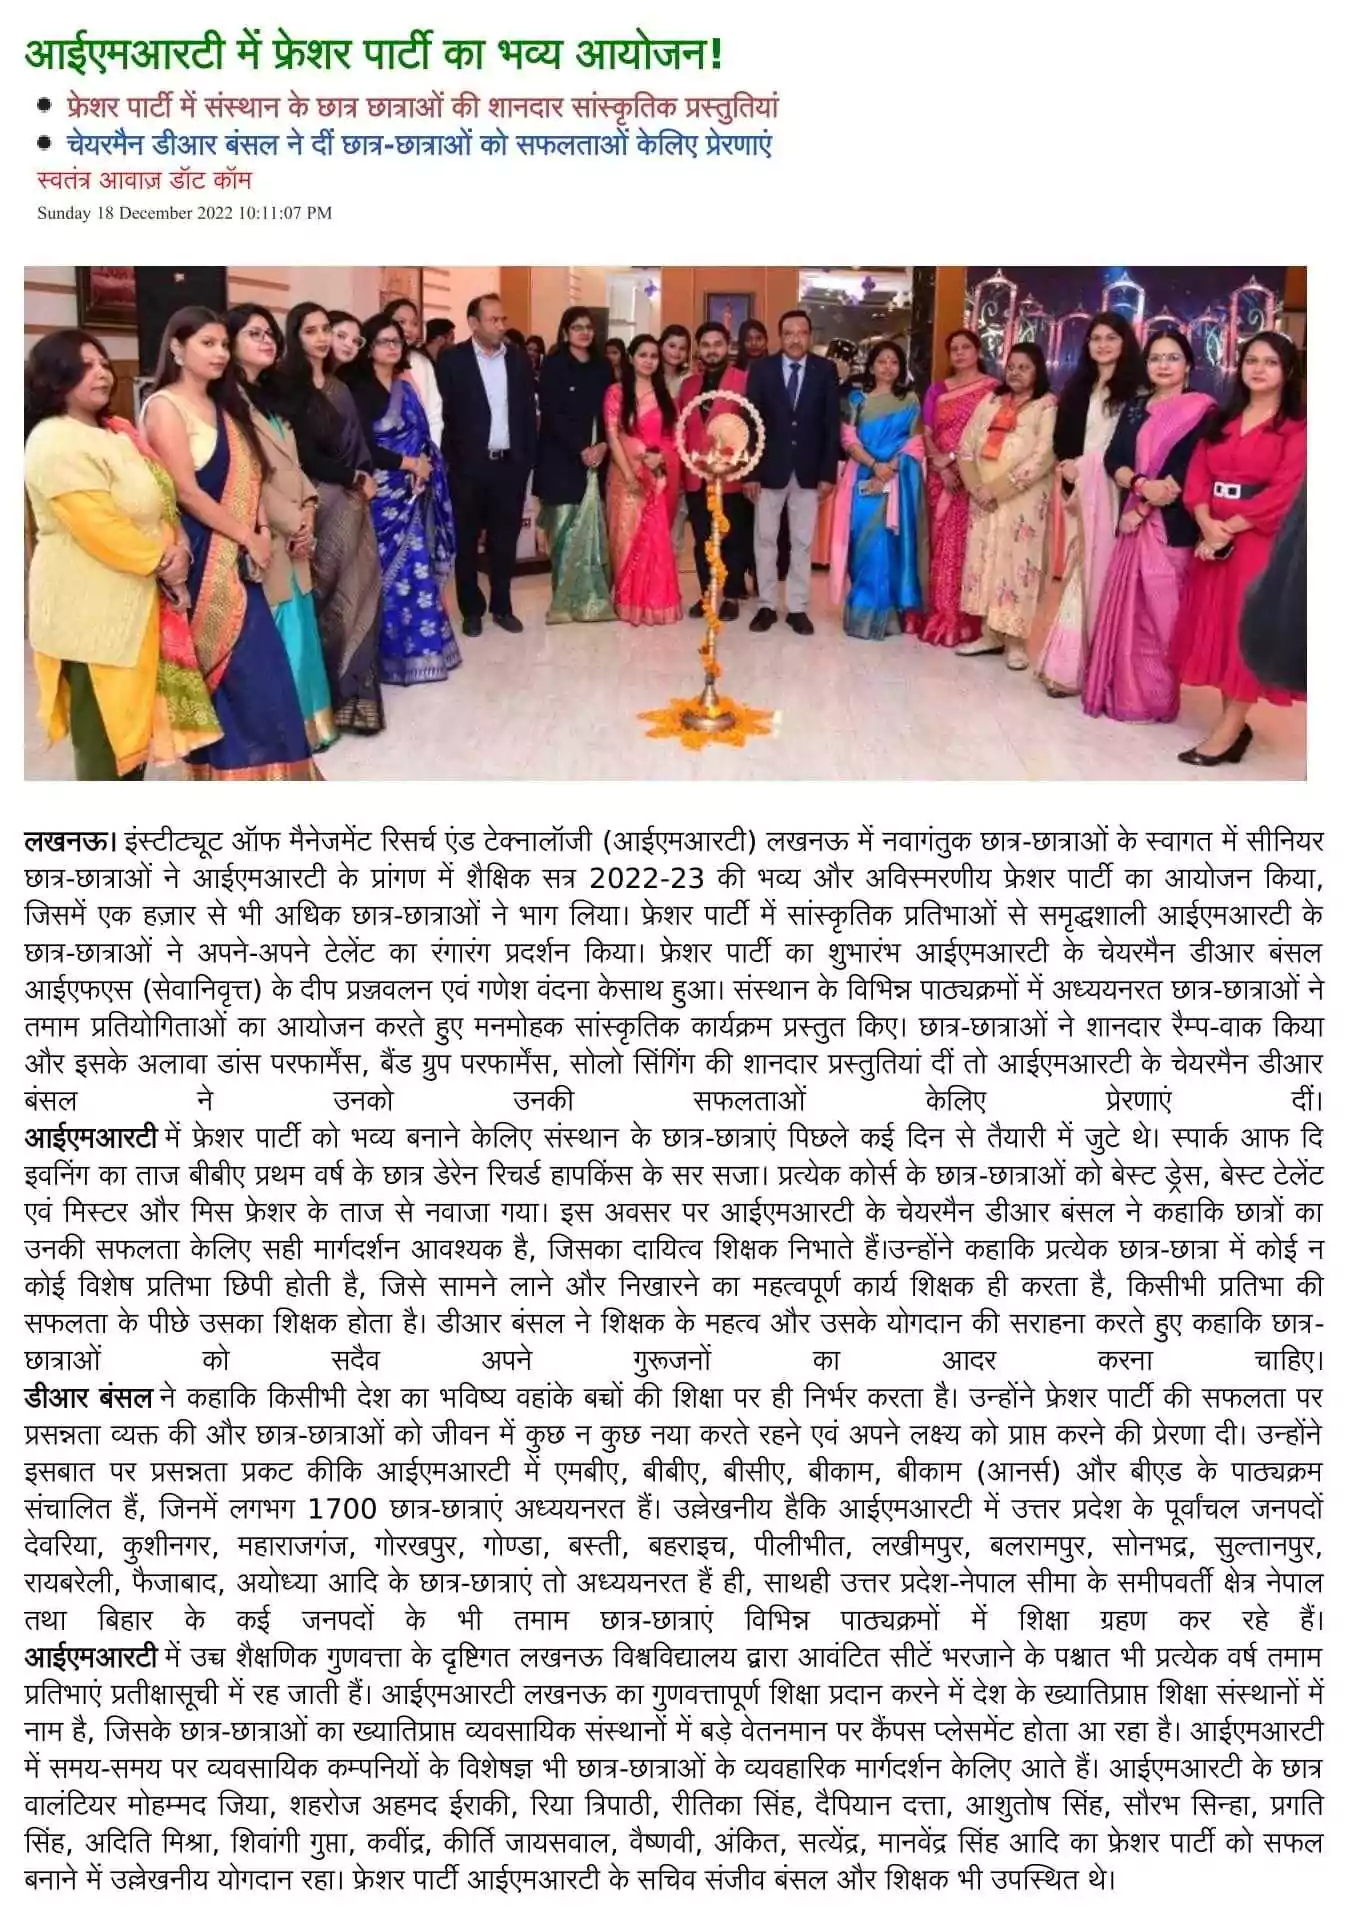 आईएमआरटी में फ्रेशर पार्टी का भव्य आयोजन!
फ्रेशर पार्टी में संस्थान के छात्र छात्राओं की शानदार सांस्कृतिक प्रस्तुतियां
चेयरमैन डीआर बंसल ने दीं छात्र-छात्राओं को सफलताओं केलिए प्रेरणाएं
स्वतंत्र आवाज़ डॉट कॉम
Sunday 18 December 2022 10:11:07 PM
लखनऊ। इंस्टीट्यूट ऑफ मैनेजमेंट रिसर्च एंड टेक्नालॉजी (आईएमआरटी) लखनऊ में नवागंतुक छात्र-छात्राओं के स्वागत में सीनियर
छात्र-छात्राओं ने आईएमआरटी के प्रांगण में शैक्षिक सत्र 2022-23 की भव्य और अविस्मरणीय फ्रेशर पार्टी का आयोजन किया,
जिसमें एक हज़ार से भी अधिक छात्र-छात्राओं ने भाग लिया। फ्रेशर पार्टी में सांस्कृतिक प्रतिभाओं से समृद्धशाली आईएमआरटी के
छात्र-छात्राओं ने अपने-अपने टेलेंट का रंगारंग प्रदर्शन किया। फ्रेशर पार्टी का शुभारंभ आईएमआरटी के चेयरमैन डीआर बंसल
आईएफएस (सेवानिवृत्त) के दीप प्रज्जवलन एवं गणेश वंदना केसाथ हुआ। संस्थान के विभिन्न पाठ्यक्रमों में अध्ययनरत छात्र-छात्राओं ने
तमाम प्रतियोगिताओं का आयोजन करते हुए मनमोहक सांस्कृतिक कार्यक्रम प्रस्तुत किए। छात्र-छात्राओं ने शानदार रैम्प-वाक किया
और इसके अलावा डांस परफार्मेंस, बैंड ग्रुप परफार्मेंस, सोलो सिंगिंग की शानदार प्रस्तुतियां दीं तो आईएमआरटी के चेयरमैन डीआर
बंसल ने उनको उनकी सफलताओं केलिए प्रेरणाएं दीं।
आईएमआरटी में फ्रेशर पार्टी को भव्य बनाने केलिए संस्थान के छात्र-छात्राएं पिछले कई दिन से तैयारी में जुटे थे। स्पार्क आफ दि
इवनिंग का ताज बीबीए प्रथम वर्ष के छात्र डेरेन रिचर्ड हापकिंस के सर सजा। प्रत्येक कोर्स के छात्र-छात्राओं को बेस्ट ड्रेस, बेस्ट टेलेंट
एवं मिस्टर और मिस फ्रेशर के ताज से नवाजा गया। इस अवसर पर आईएमआरटी के चेयरमैन डीआर बंसल ने कहाकि छात्रों का
उनकी सफलता केलिए सही मार्गदर्शन आवश्यक है, जिसका दायित्व शिक्षक निभाते हैं।उन्होंने कहाकि प्रत्येक छात्र-छात्रा में कोई न
कोई विशेष प्रतिभा छिपी होती है, जिसे सामने लाने और निखारने का महत्वपूर्ण कार्य शिक्षक ही करता है, किसीभी प्रतिभा की
सफलता के पीछे उसका शिक्षक होता है। डीआर बंसल ने शिक्षक के महत्व और उसके योगदान की सराहना करते हुए कहाकि छात्र-
छात्राओं को सदैव अपने गुरूजनों का आदर करना चाहिए।
डीआर बंसल ने कहाकि किसीभी देश का भविष्य वहांके बच्चों की शिक्षा पर ही निर्भर करता है। उन्होंने फ्रेशर पार्टी की सफलता पर
प्रसन्नता व्यक्त की और छात्र-छात्राओं को जीवन में कुछ न कुछ नया करते रहने एवं अपने लक्ष्य को प्राप्त करने की प्रेरणा दी। उन्होंने
इसबात पर प्रसन्नता प्रकट कीकि आईएमआरटी में एमबीए, बीबीए, बीसीए, बीकाम, बीकाम (आनर्स) और बीएड के पाठ्यक्रम
संचालित हैं, जिनमें लगभग 1700 छात्र-छात्राएं अध्ययनरत हैं। उल्लेखनीय हैकि आईएमआरटी में उत्तर प्रदेश के पूर्वांचल जनपदों
देवरिया, कुशीनगर, महाराजगंज, गोरखपुर, गोण्डा, बस्ती, बहराइच, पीलीभीत, लखीमपुर, बलरामपुर, सोनभद्र, सुल्तानपुर,
रायबरेली, फैजाबाद, अयोध्या आदि के छात्र-छात्राएं तो अध्ययनरत हैं ही, साथही उत्तर प्रदेश-नेपाल सीमा के समीपवर्ती क्षेत्र नेपाल
तथा बिहार के कई जनपदों के भी तमाम छात्र-छात्राएं विभिन्न पाठ्यक्रमों में शिक्षा ग्रहण कर रहे हैं।
आईएमआरटी में उच्च शैक्षणिक गुणवत्ता के दृष्टिगत लखनऊ विश्वविद्यालय द्वारा आवंटित सीटें भरजाने के पश्चात भी प्रत्येक वर्ष तमाम
प्रतिभाएं प्रतीक्षासूची में रह जाती हैं। आईएमआरटी लखनऊ का गुणवत्तापूर्ण शिक्षा प्रदान करने में देश के ख्यातिप्राप्त शिक्षा संस्थानों में
नाम है, जिसके छात्र-छात्राओं का ख्यातिप्राप्त व्यवसायिक संस्थानों में बड़े वेतनमान पर कैंपस प्लेसमेंट होता आ रहा है। आईएमआरटी
में समय-समय पर व्यवसायिक कम्पनियों के विशेषज्ञ भी छात्र-छात्राओं के व्यवहारिक मार्गदर्शन केलिए आते हैं। आईएमआरटी के छात्र
वालंटियर मोहम्मद जिया, शहरोज अहमद ईराकी, रिया त्रिपाठी, रीतिका सिंह, दैपियान दत्ता, आशुतोष सिंह, सौरभ सिन्हा, प्रगति
सिंह, अदिति मिश्रा, शिवांगी गुप्ता, कवींद्र, कीर्ति जायसवाल, वैष्णवी, अंकित, सत्येंद्र, मानवेंद्र सिंह आदि का फ्रेशर पार्टी को सफल
बनाने में उल्लेखनीय योगदान रहा। फ्रेशर पार्टी आईएमआरटी के सचिव संजीव बंसल और शिक्षक भी उपस्थित थे।